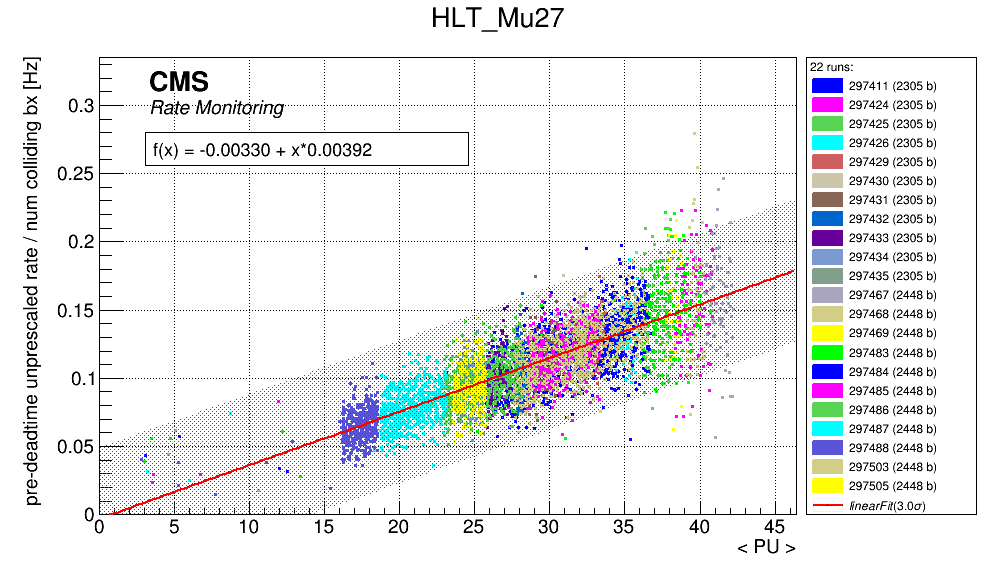 HLT_Mu27
pre-deadtime unprescaled rate / num colliding bx [Hz]
CMS
Rate Monitoring
f(x) = -0.00330 + x*0.00392
0.3
0.25
0.2
0.15
0.1
0.05
0
0 5 10 15 20 25 30 35 40 45
< PU >
22 runs:
297411 (2305 b)
297424 (2305 b)
297425 (2305 b)
297426 (2305 b)
297429 (2305 b)
297430 (2305 b)
297431 (2305 b)
297432 (2305 b)
297433 (2305 b)
297434 (2305 b)
297435 (2305 b)
297467 (2448 b)
297468 (2448 b)
297469 (2448 b)
297483 (2448 b)
297484 (2448 b)
297485 (2448 b)
297486 (2448 b)
297487 (2448 b)
297488 (2448 b)
297503 (2448 b)
297505 (2448 b)
linearFit(3.0σ)